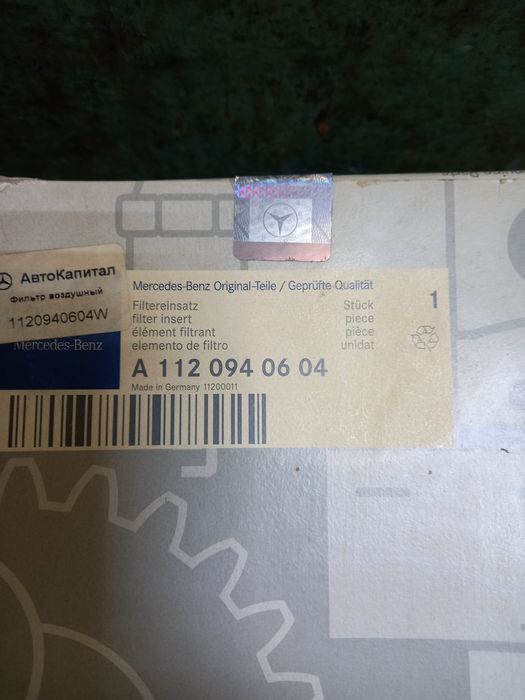 АвтоКапитал
Фильтр воздушный
1120940604W
Mercedes-Benz
Mercedes-Benz Original-Teile / Geprüfte Qualität
Filtereinsatz Stück 1
filter insert piece
élément filtrant pièce
elemento de filtro unidat
A 112 094 06 04
Made in Germany 11200011